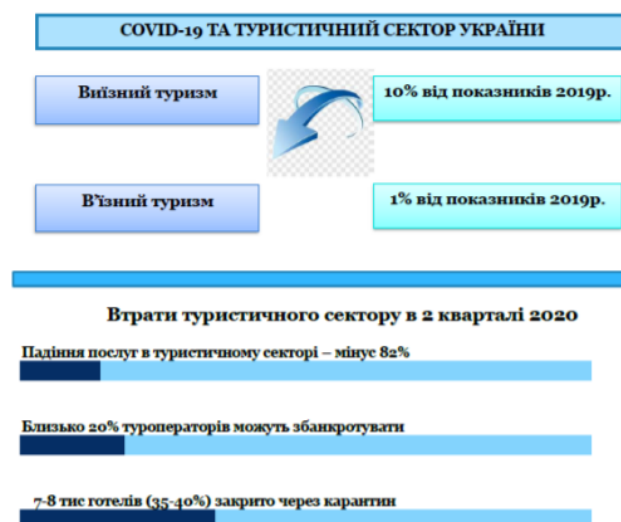 COVID-19 ТА ТУРИСТИЧНИЙ СЕКТОР УКРАЇНИ
Виїзний туризм
10% від показників 2019р.
В'їзний туризм
1% від показників 2019р.
Втрати туристичного сектору в 2 кварталі 2020
Падіння послуг в туристичному секторі – мінус 82%
Близько 20% туроператорів можуть збанкротувати
7-8 тис готелів (35-40%) закрито через карантин